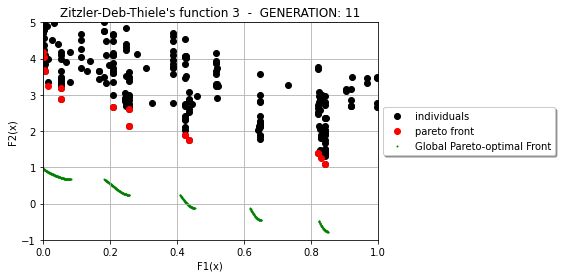 Zitzler-Deb-Thiele's function 3  -  GENERATION: 11
5
4
3
2
1
0
−1
F2(x)
0.0 0.2 0.4 0.6 0.8 1.0
F1(x)
individuals
pareto front
Global Pareto-optimal Front